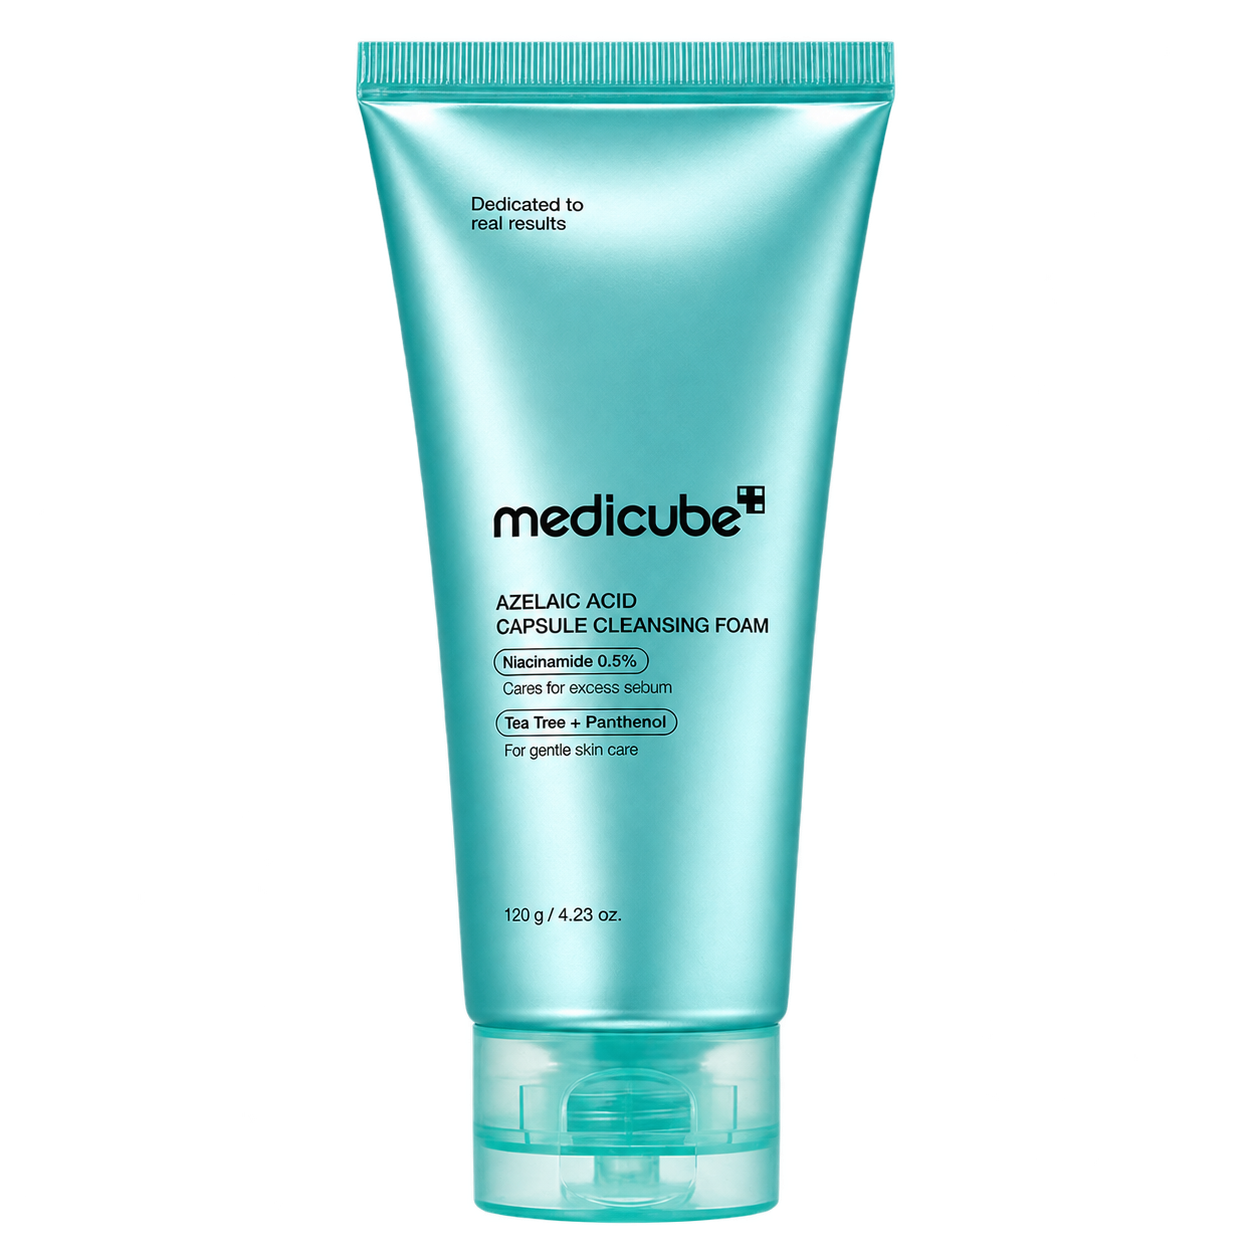 Dedicated to
real results
medicube
AZELAIC ACID
CAPSULE CLEANSING FOAM
Niacinamide 0.5%
Cares for excess sebum
Tea Tree + Panthenol
For gentle skin care
120 g / 4.23 oz.